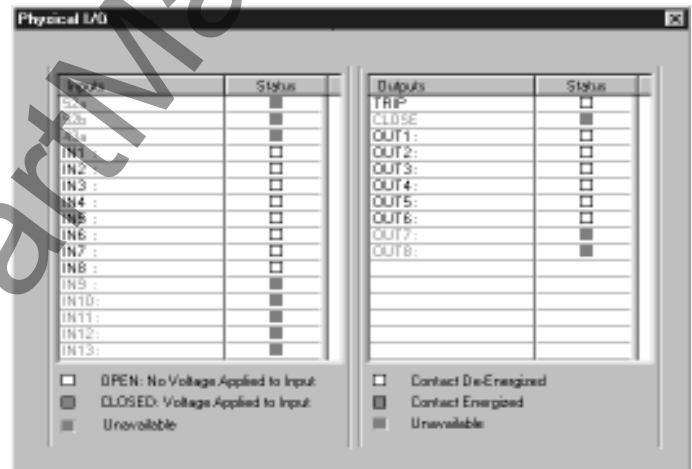 Physical I/O
Inputs Status
52a
52b
43a
IN1 :
IN2 :
IN3 :
IN4 :
IN5 :
IN6 :
IN7 :
IN8 :
IN9 :
IN10:
IN11:
IN12:
IN13:
OPEN: No Voltage Applied to Input
CLOSED: Voltage Applied to Input
Unavailable
Outputs Status
TRIP
CLOSE
OUT1:
OUT2:
OUT3:
OUT4:
OUT5:
OUT6:
OUT7:
OUT8:
Contact De-Energized
Contact Energized
Unavailable